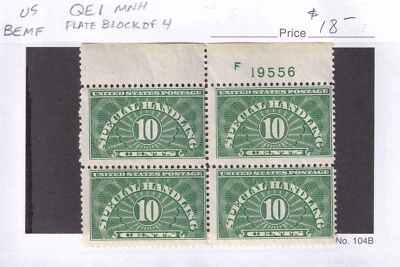 US QE1 MNH $
BEMF PLATE BLOCK OF 4 Price 18-
F 19556
UNITED STATES POSTAGE UNITED STATES POSTAGE
SPECIAL HANDLING SPECIAL HANDLING
10 10
CENTS CENTS
UNITED STATES POSTAGE UNITED STATES POSTAGE
SPECIAL HANDLING SPECIAL HANDLING
10 10
CENTS CENTS
No. 104B